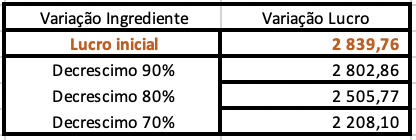 Variação Ingrediente Variação Lucro
Lucro inicial 2 839,76
Decrescimo 90% 2 802,86
Decrescimo 80% 2 505,77
Decrescimo 70% 2 208,10